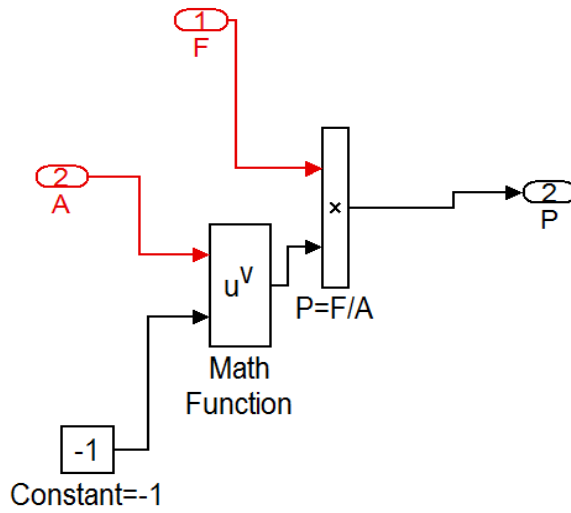 1
F
2
A
×
2
P
u^v
P=F/A
Math
Function
-1
Constant=-1